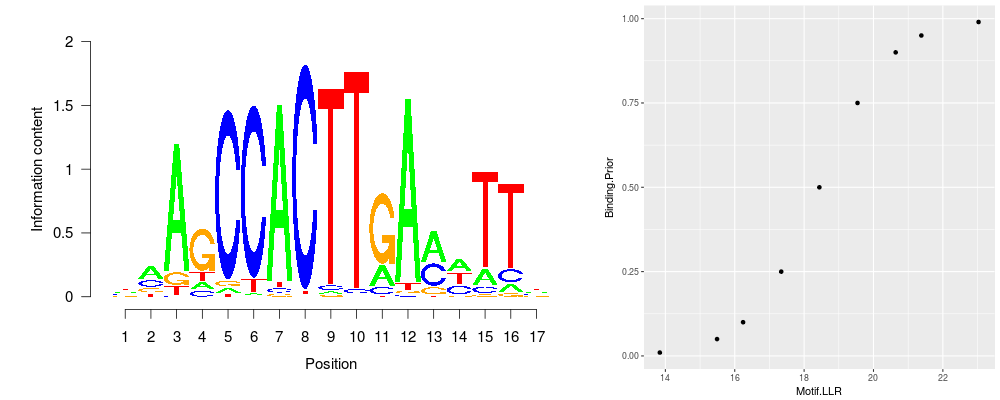 2
1.5
1
0.5
0
Information content
AGCCACTTGAAATT
1 2 3 4 5 6 7 8 9 10 11 12 13 14 15 16 17
Position
1.00
0.75
0.50
0.25
0.00
Binding.Prior
14 16 18 20 22
Motif.LLR